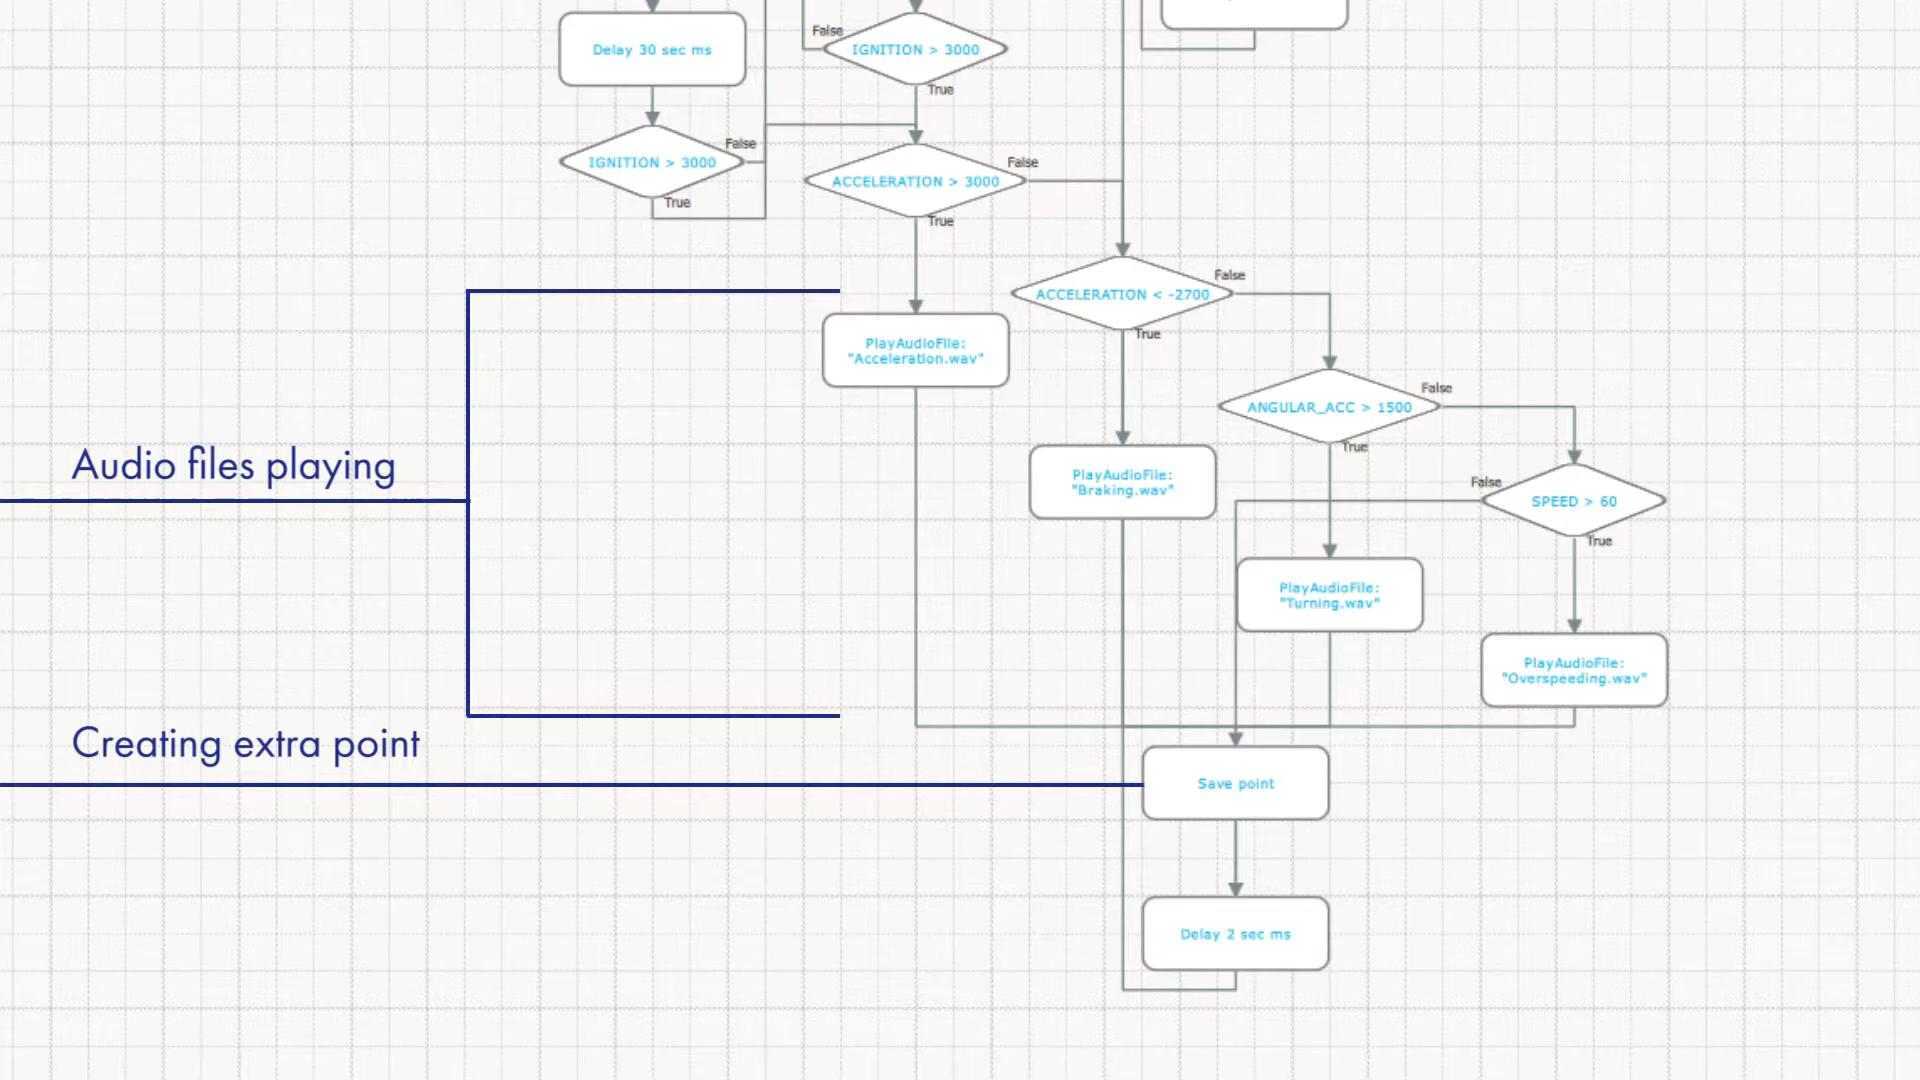 False
Delay 30 sec ms
IGNITION > 3000
True
False
IGNITION > 3000
False
ACCELERATION > 3000
True
True
False
ACCELERATION < -2700
True
PlayAudioFile:
"Acceleration.wav"
False
ANGULAR_ACC > 1500
True
Audio files playing
PlayAudioFile:
"Braking.wav"
False
SPEED > 60
True
PlayAudioFile:
"Turning.wav"
PlayAudioFile:
"Overspeeding.wav"
Creating extra point
Save point
Delay 2 sec ms